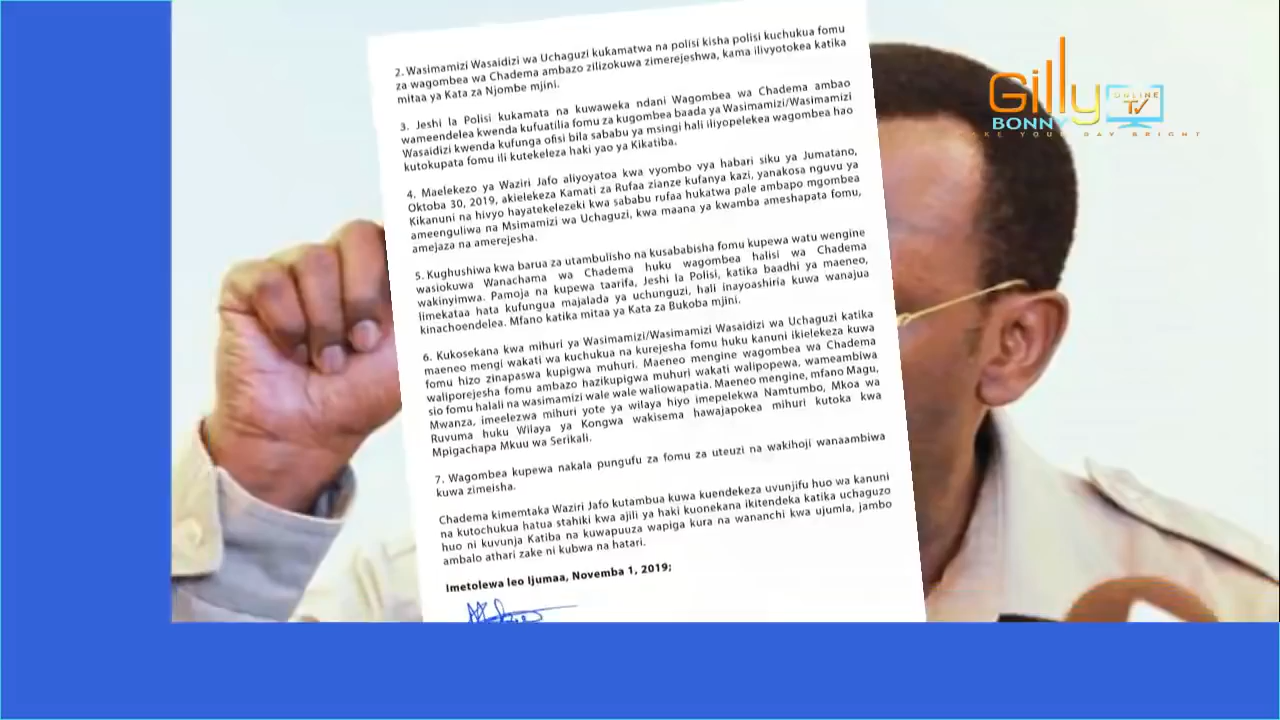 2. Wasimamizi Wasaidizi wa Uchaguzi kukamatwa na polisi kisha polisi kuchukua fomu
za wagombea wa Chadema ambazo zilizokuwa zimerejeshwa, kama ilivyotokea katika
mitaa ya Kata za Njombe mjini.
3. Jeshi la Polisi kukamata na kuwaweka ndani Wagombea wa Chadema ambao
wameendelea kwenda kufuatilia fomu za kugombea baada ya Wasimamizi/Wasimamizi
Wasaidizi kwenda kufunga ofisi bila sababu ya msingi hali iliyopelekea wagombea hao
kutokupata fomu ili kutekeleza haki yao ya Kikatiba.
4. Maelekezo ya Waziri Jafo aliyoyatoa kwa vyombo vya habari siku ya Jumatano,
Oktoba 30, 2019, akielekeza Kamati za Rufaa zianze kufanya kazi, yanakosa nguvu ya
Kikanuni na hivyo hayatekelezeki kwa sababu rufaa hukatwa pale ambapo mgombea
ameenguliwa na Msimamizi wa Uchaguzi, kwa maana ya kwamba ameshapata fomu,
amejaza na amerejesha.
5. Kughushiwa kwa barua za utambulisho na kusababisha fomu kupewa watu wengine
wasiokuwa Wanachama wa Chadema huku wagombea halisi wa Chadema
wakinyimwa. Pamoja na kupewa taarifa, Jeshi la Polisi, katika baadhi ya maeneo,
limekataa hata kufungua majalada ya uchunguzi, hali inayoashiria kuwa wanajua
kinachoendelea. Mfano katika mitaa ya Kata za Bukoba mjini.
6. Kukosekana kwa mihuri ya Wasimamizi/Wasimamizi Wasaidizi wa Uchaguzi katika
maeneo mengi wakati wa kuchukua na kurejesha fomu huku kanuni ikielekeza kuwa
fomu hizo zinapaswa kupigwa muhuri. Maeneo mengine wagombea wa Chadema
waliporejesha fomu ambazo hazikupigwa muhuri wakati walipopewa, wameambiwa
sio fomu halali na wasimamizi wale wale waliowapatia. Maeneo mengine, mfano Magu,
Mwanza, imeelezwa mihuri yote ya wilaya hiyo imepelekwa Namtumbo, Mkoa wa
Ruvuma huku Wilaya ya Kongwa wakisema hawajapokea mihuri kutoka kwa
Mpigachapa Mkuu wa Serikali.
7. Wagombea kupewa nakala pungufu za fomu za uteuzi na wakihoji wanaambiwa
kuwa zimeisha.
Chadema kimemtaka Waziri Jafo kutambua kuwa kuendekeza uvunjifu huo wa kanuni
na kutochukua hatua stahiki kwa ajili ya haki kuonekana ikitendeka katika uchaguzo
huo ni kuvunja Katiba na kuwapuuza wapiga kura na wananchi kwa ujumla, jambo
ambalo athari zake ni kubwa na hatari.
Imetolewa leo Ijumaa, Novemba 1, 2019;
Gilly
BONNY
ONLINE
TV
MAKE YOUR DAY BRIGHT